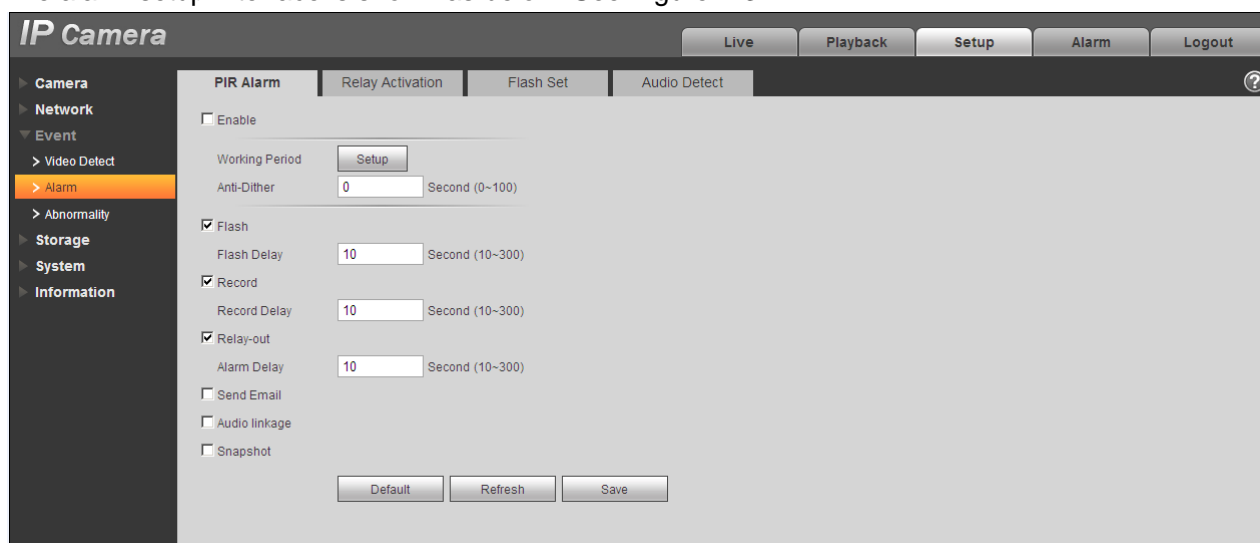 IP Camera
Live
Playback
Setup
Alarm
Logout
Camera
Network
Event
> Video Detect
> Alarm
> Abnormality
Storage
System
Information
PIR Alarm
Relay Activation
Flash Set
Audio Detect
?
Enable
Working Period Setup
Anti-Dither 0 Second (0~100)
Flash
Flash Delay 10 Second (10~300)
Record
Record Delay 10 Second (10~300)
Relay-out
Alarm Delay 10 Second (10~300)
Send Email
Audio linkage
Snapshot
Default Refresh Save